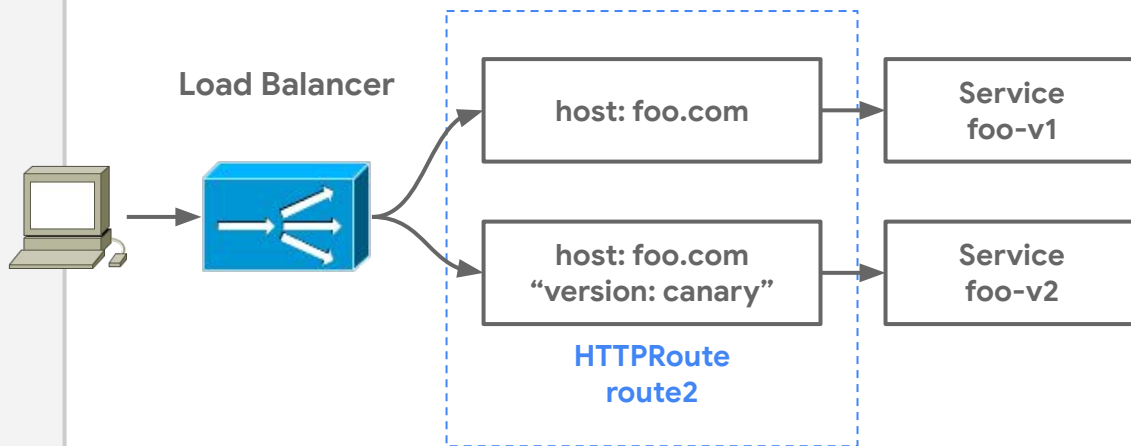 Load Balancer
host: foo.com
Service
foo-v1
host: foo.com
“version: canary”
Service
foo-v2
HTTPRoute
route2